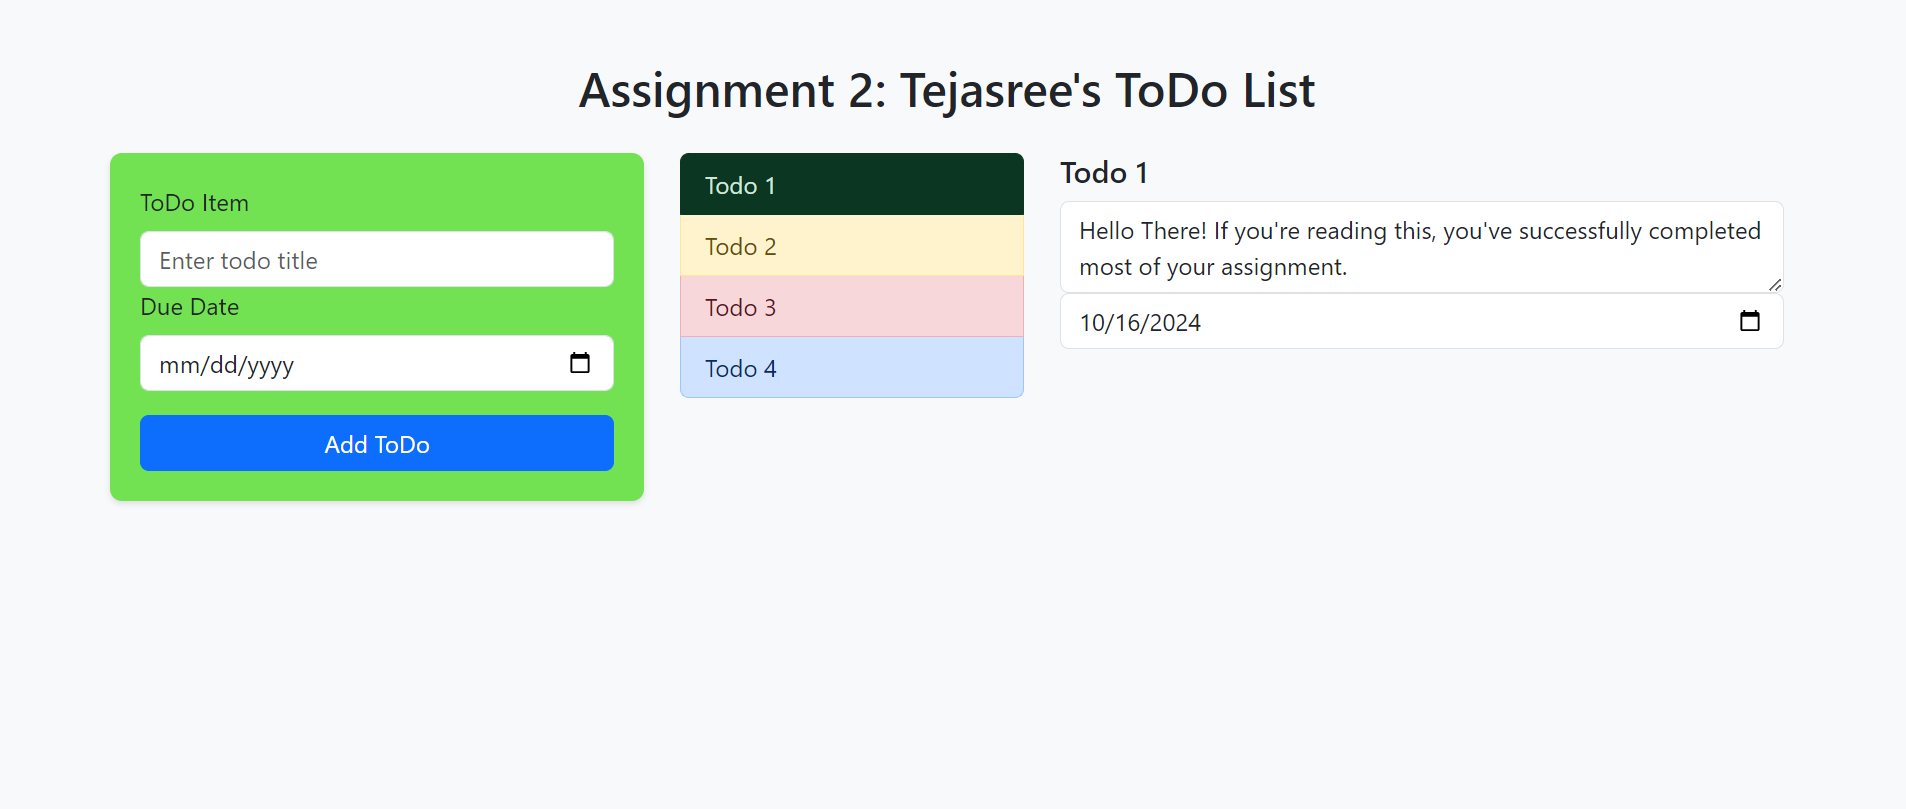 Assignment 2: Tejasree's ToDo List
ToDo Item
Enter todo title
Due Date
mm/dd/yyyy
Add ToDo
Todo 1
Todo 2
Todo 3
Todo 4
Todo 1
Hello There! If you're reading this, you've successfully completed
most of your assignment.
10/16/2024